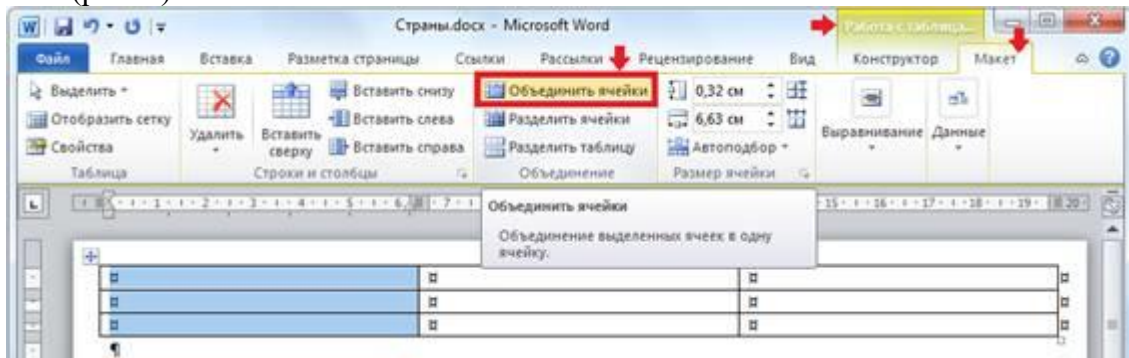 Страны.docx - Microsoft Word
Работа с таблица...
Файл Главная Вставка Разметка страницы Ссылки Рассылки Рецензирование Вид Конструктор Макет
Выделить
Отобразить сетку
Свойства
Таблица
Удалить
Вставить сверху
Вставить снизу
Вставить слева
Вставить справа
Строки и столбцы
Объединить ячейки
Разделить ячейки
Разделить таблицу
Объединение
0,32 см
6,63 см
Автоподбор
Размер ячейки
Выравнивание
Данные
Объединить ячейки
Объединение выделенных ячеек в одну
ячейку.